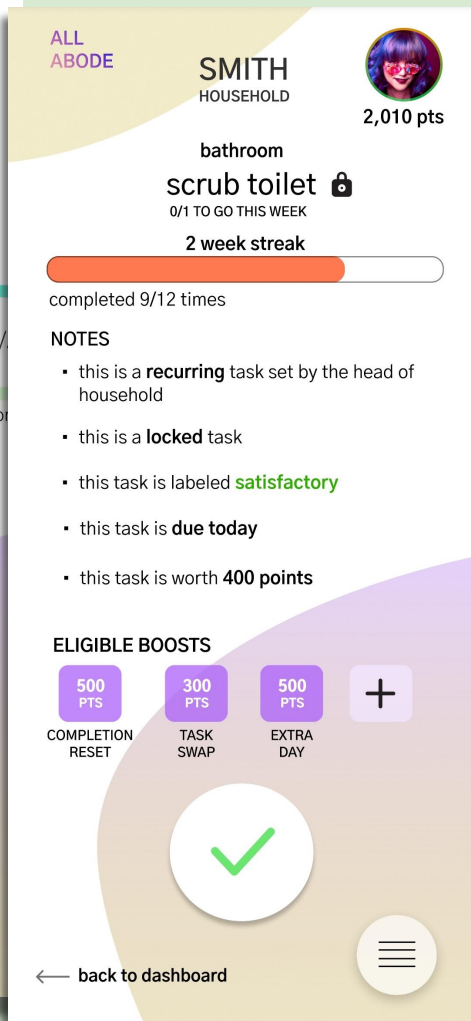 ALL
ABODE
SMITH
HOUSEHOLD
2,010 pts
bathroom
scrub toilet
0/1 TO GO THIS WEEK
2 week streak
completed 9/12 times
NOTES
▪ this is a recurring task set by the head of
household
▪ this is a locked task
▪ this task is labeled satisfactory
▪ this task is due today
▪ this task is worth 400 points
ELIGIBLE BOOSTS
500
PTS
COMPLETION
RESET
300
PTS
TASK
SWAP
500
PTS
EXTRA
DAY
+
back to dashboard